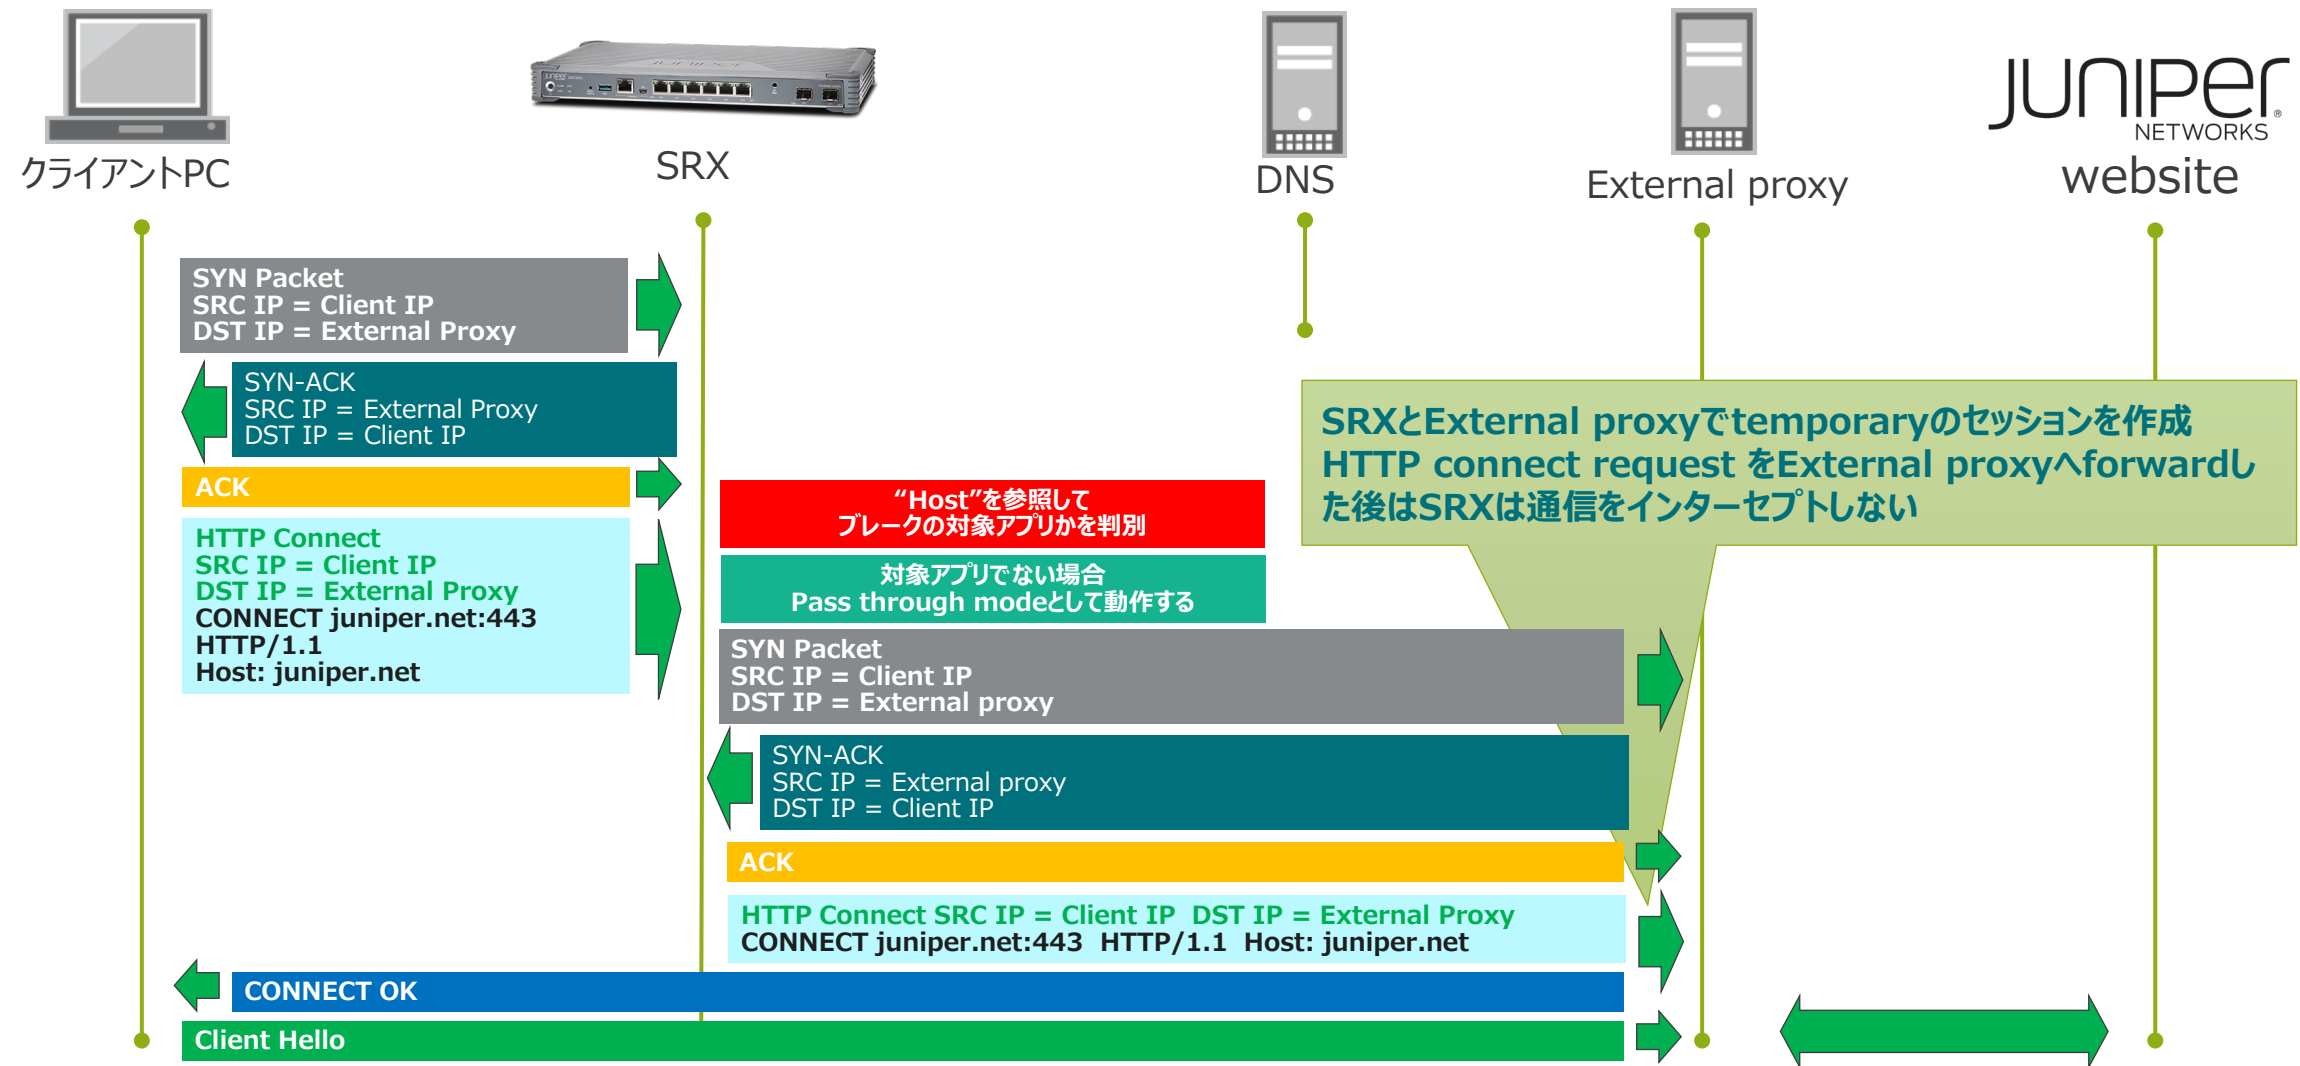 クライアントPC
SRX
DNS
External proxy
JUNIPER
NETWORKS
website
SYN Packet
SRC IP = Client IP
DST IP = External Proxy
SYN-ACK
SRC IP = External Proxy
DST IP = Client IP
ACK
HTTP Connect
SRC IP = Client IP
DST IP = External Proxy
CONNECT juniper.net:443
HTTP/1.1
Host: juniper.net
“Host”を参照して
ブレークの対象アプリかを判別
対象アプリでない場合
Pass through modeとして動作する
SRXとExternal proxyでtemporaryのセッションを作成
HTTP connect request をExternal proxyへforwardし
た後はSRXは通信をインターセプトしない
SYN Packet
SRC IP = Client IP
DST IP = External proxy
SYN-ACK
SRC IP = External proxy
DST IP = Client IP
ACK
HTTP Connect SRC IP = Client IP  DST IP = External Proxy
CONNECT juniper.net:443  HTTP/1.1  Host: juniper.net
CONNECT OK
Client Hello